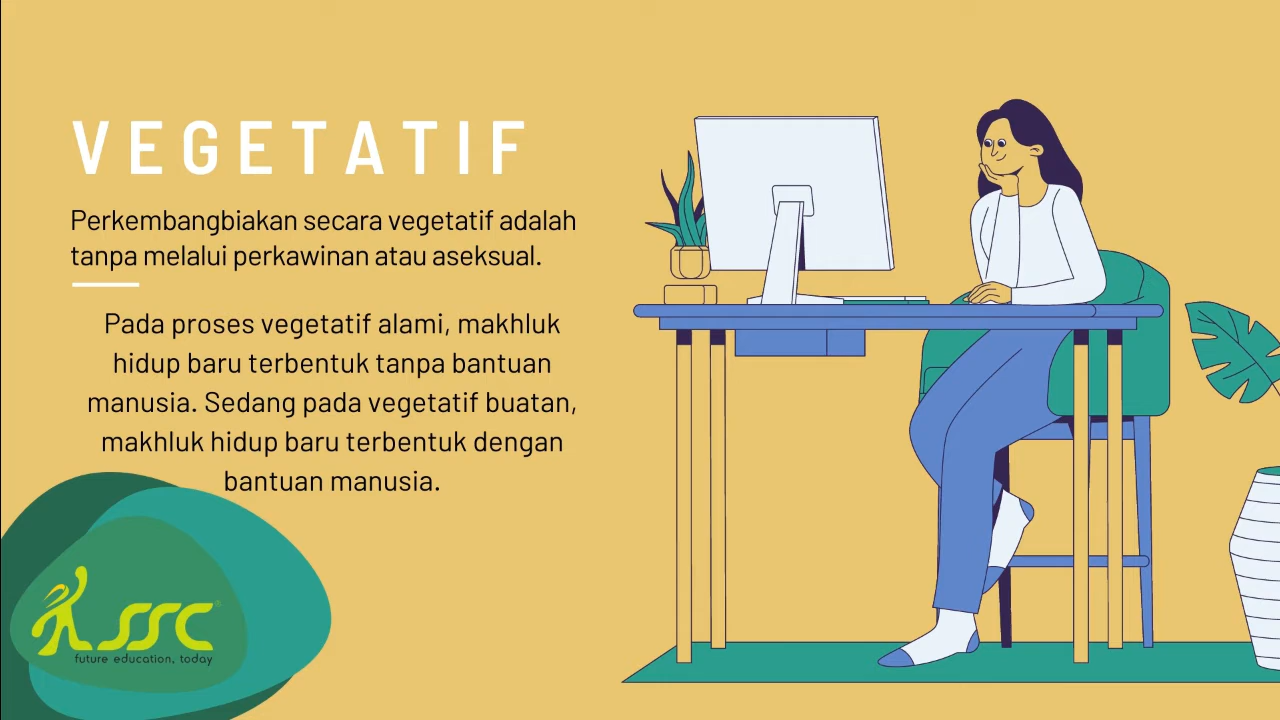 VEGETATIF
Perkembangbiakan secara vegetatif adalah
tanpa melalui perkawinan atau aseksual.
Pada proses vegetatif alami, makhluk
hidup baru terbentuk tanpa bantuan
manusia. Sedang pada vegetatif buatan,
makhluk hidup baru terbentuk dengan
bantuan manusia.
SSC
future education, today